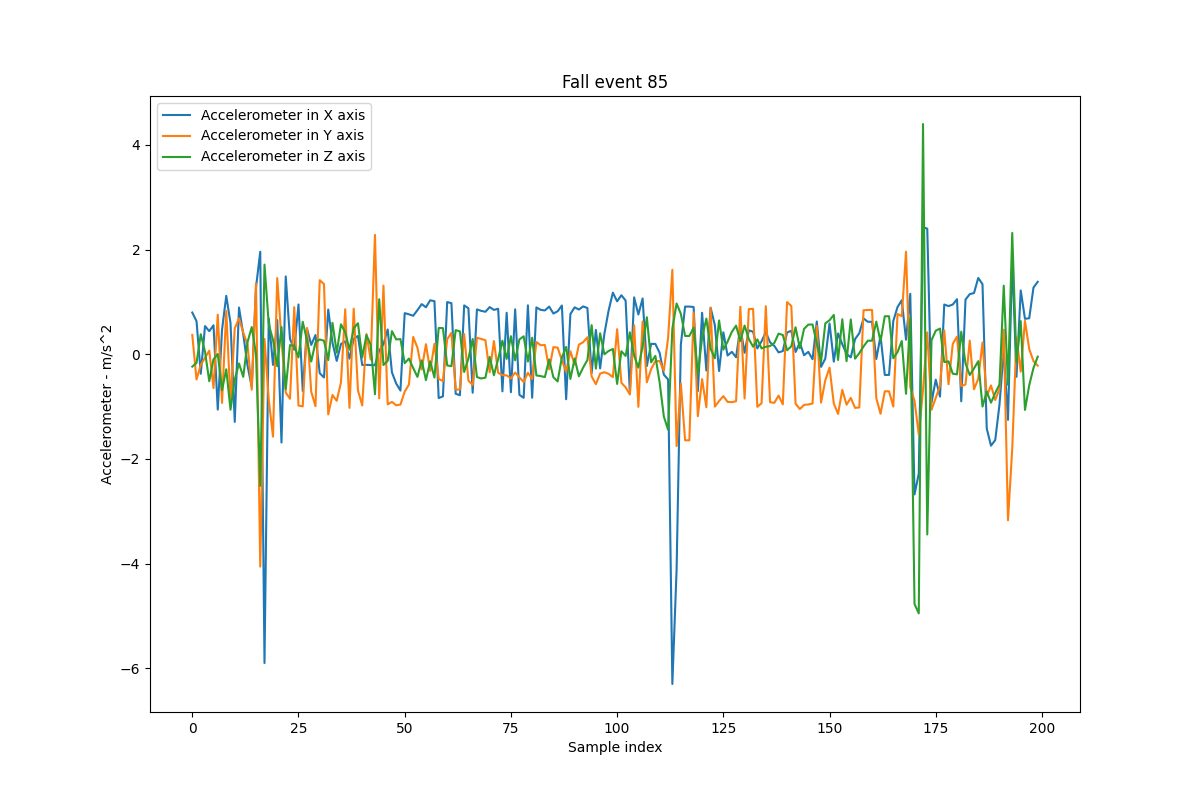 Fall event 85
Accelerometer in X axis
Accelerometer in Y axis
Accelerometer in Z axis
Accelerometer - m/s^2
4
2
0
−2
−4
−6
0 25 50 75 100 125 150 175 200
Sample index